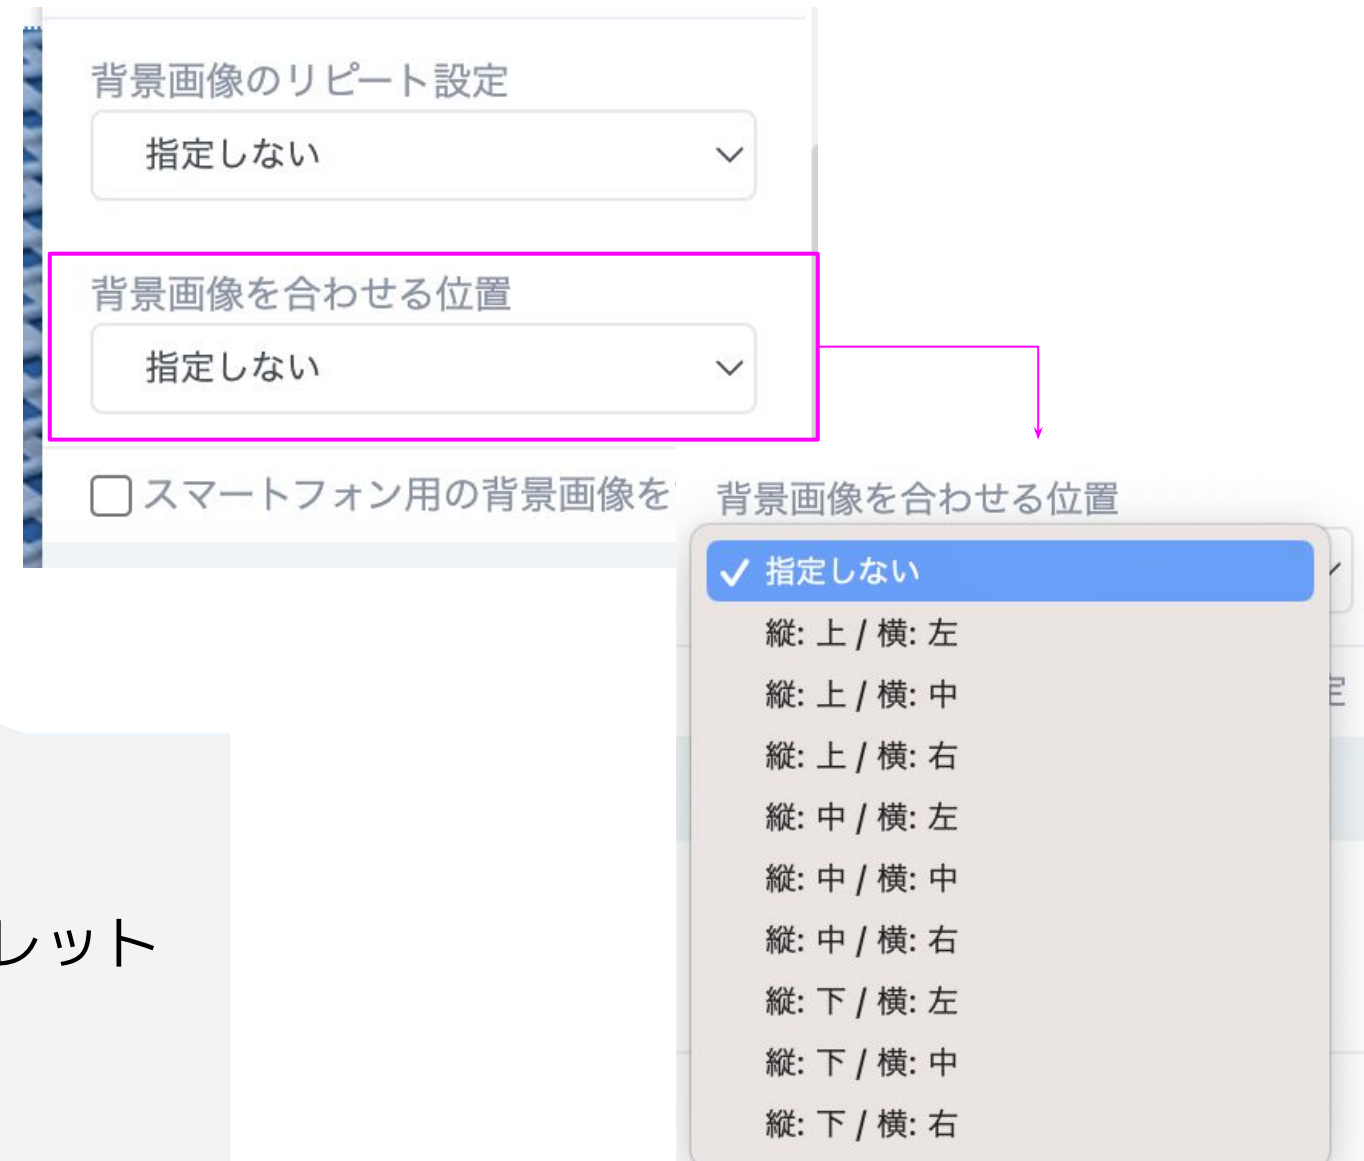 背景画像のリピート設定
指定しない
背景画像を合わせる位置
指定しない
スマートフォン用の背景画像を
背景画像を合わせる位置
指定しない
縦: 上 / 横: 左
縦: 上 / 横: 中
縦: 上 / 横: 右
縦: 中 / 横: 左
縦: 中 / 横: 中
縦: 中 / 横: 右
縦: 下 / 横: 左
縦: 下 / 横: 中
縦: 下 / 横: 右
定
レット